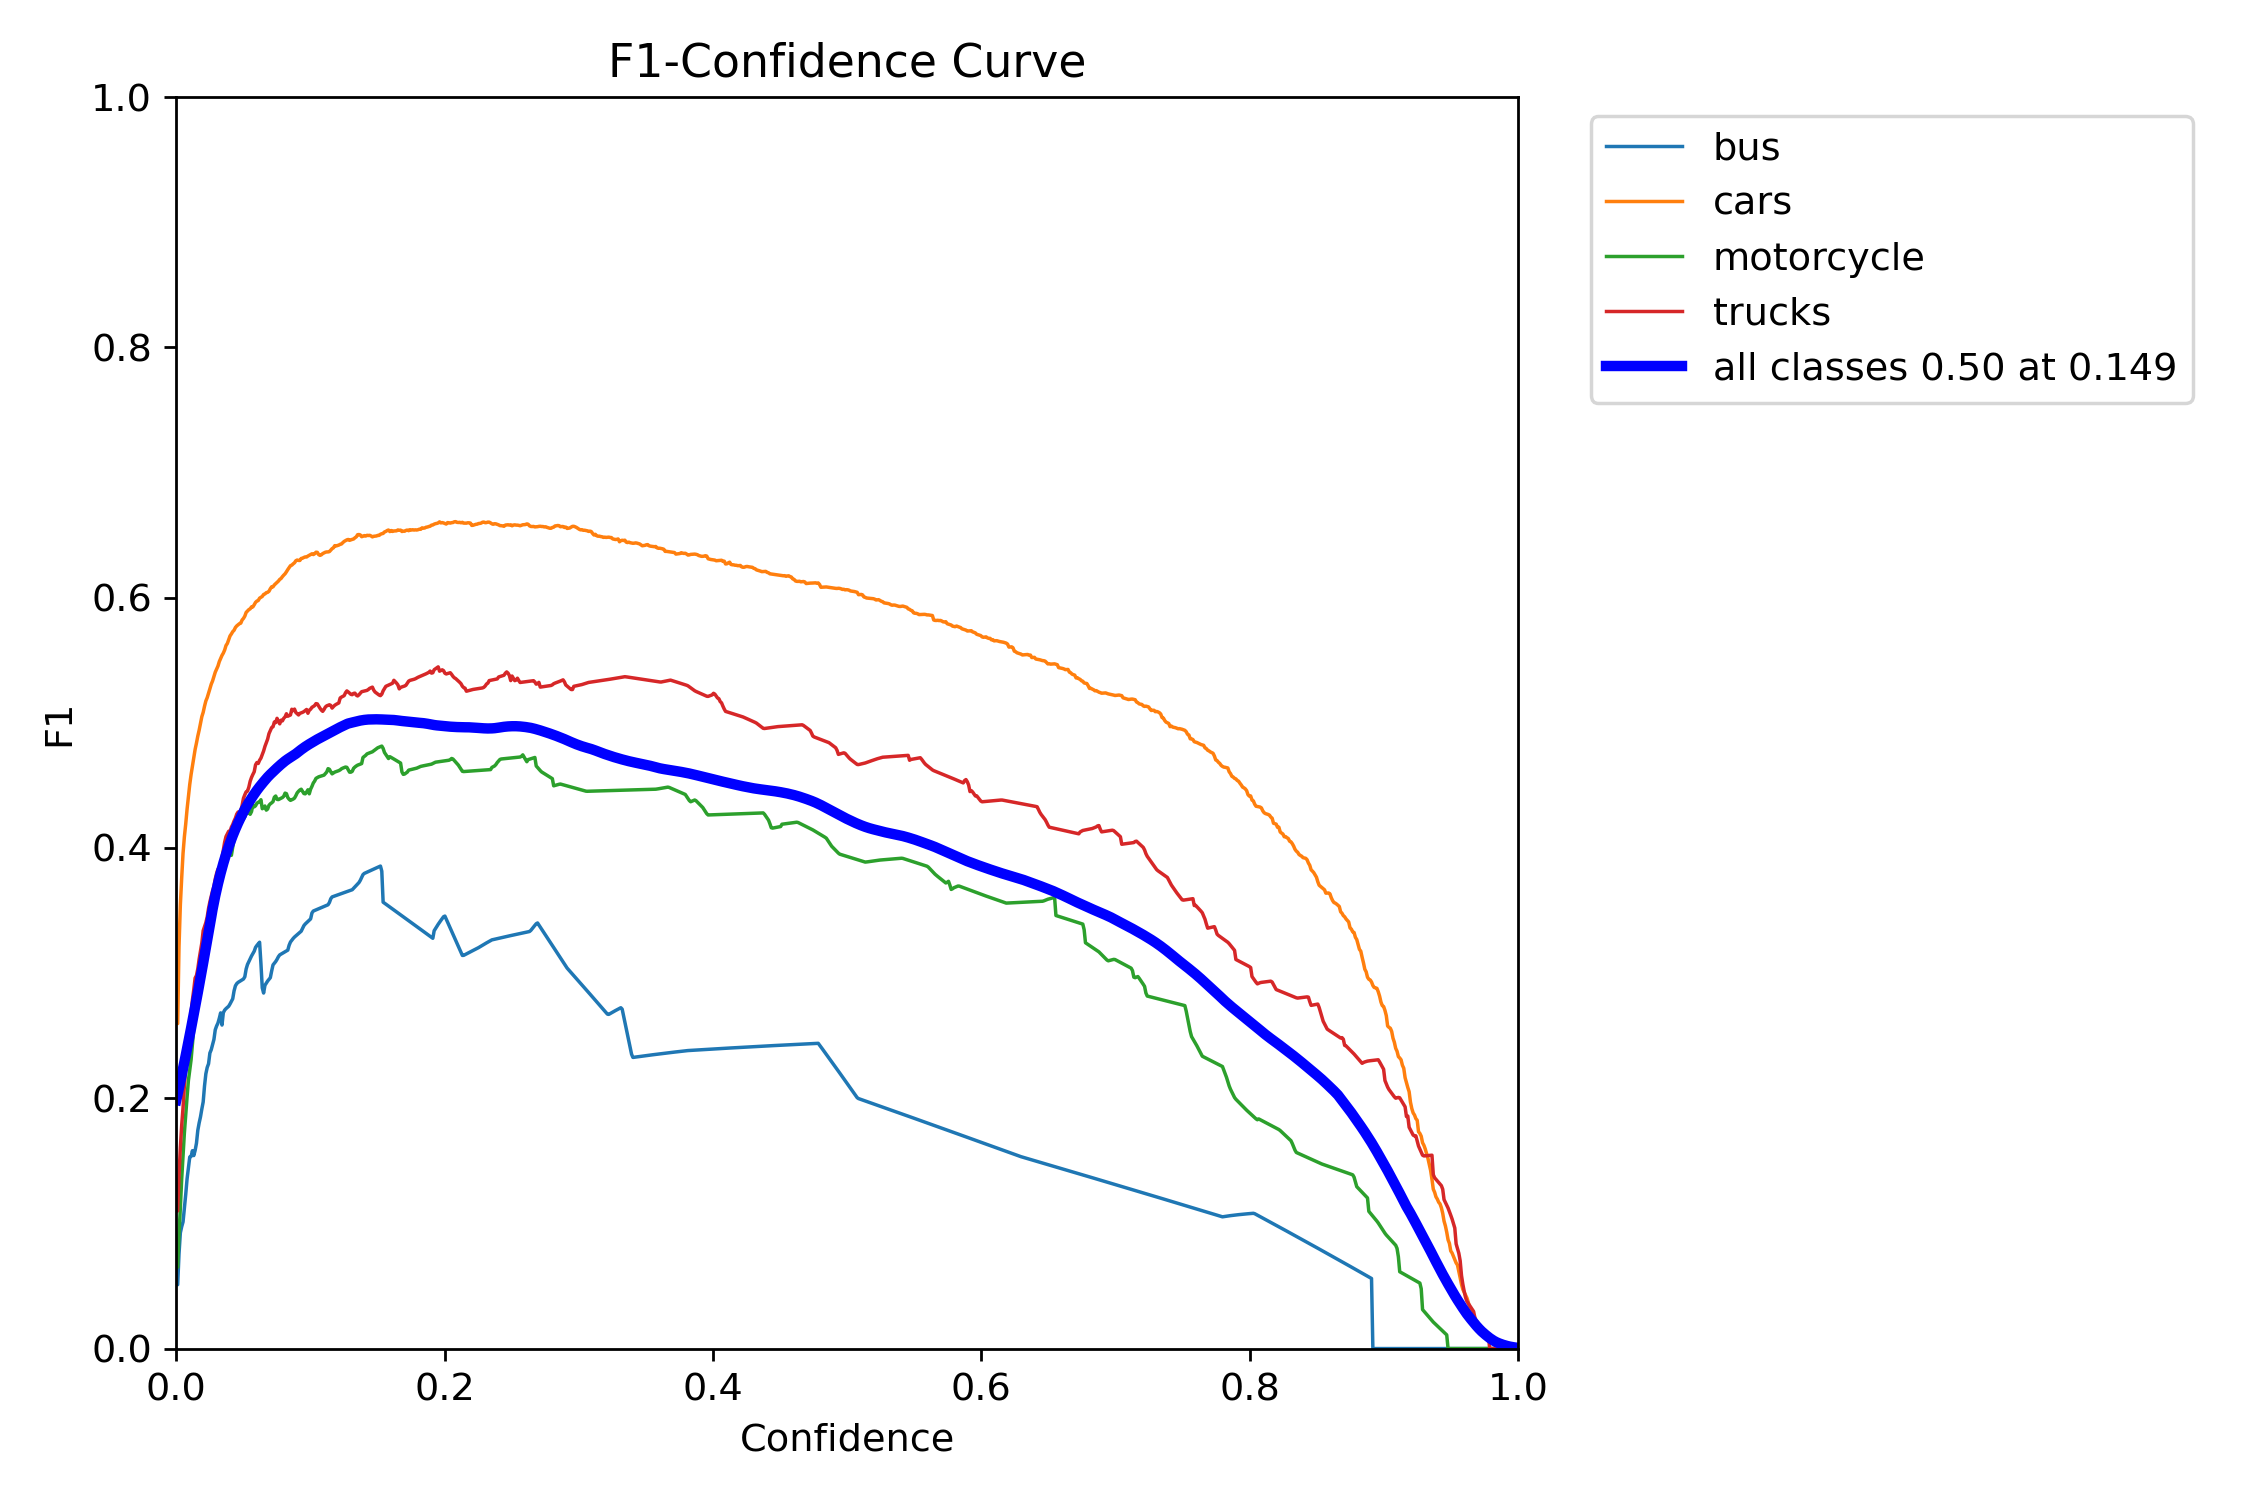 F1-Confidence Curve
1.0
0.8
0.6
0.4
0.2
0.0
F1
0.0 0.2 0.4 0.6 0.8 1.0
Confidence
bus
cars
motorcycle
trucks
all classes 0.50 at 0.149